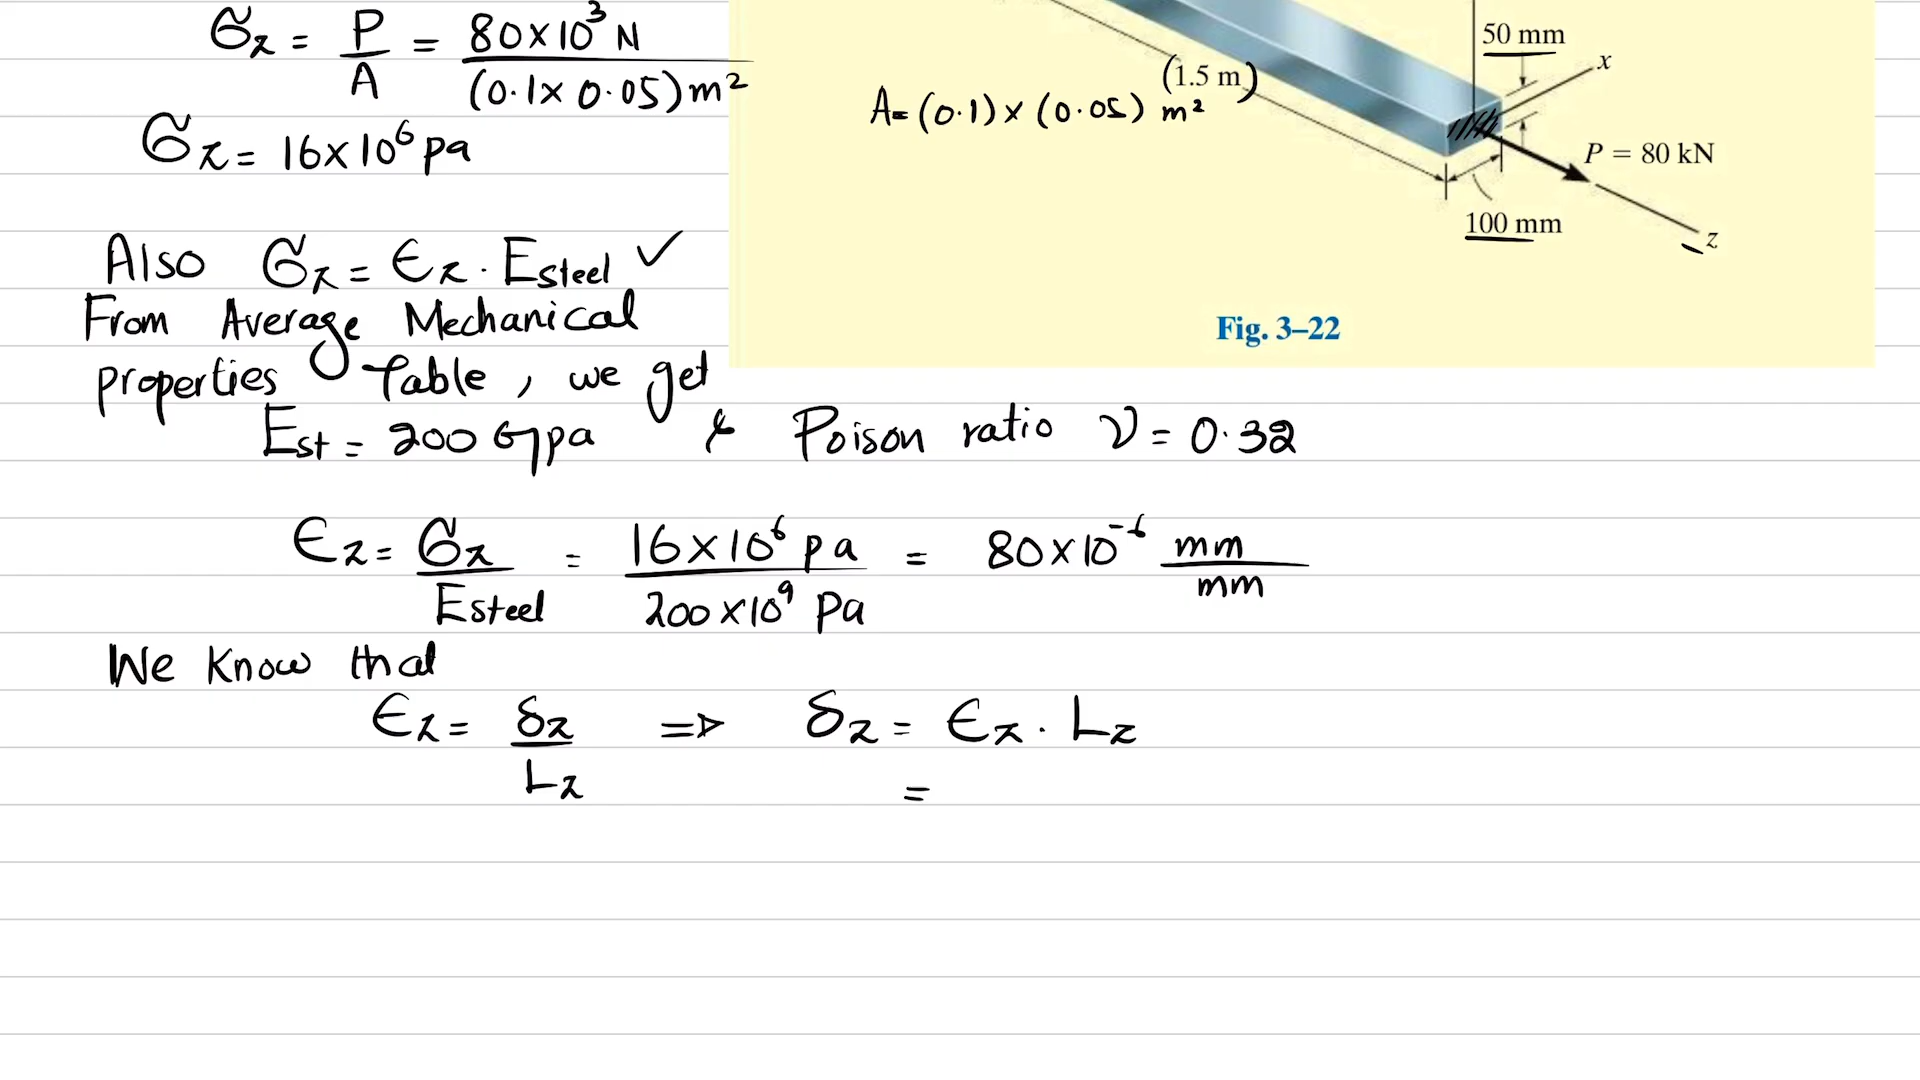 σz = P/A = 80×10³ N / (0.1×0.05)m²
σz = 16×10⁶ pa
50 mm
x
(1.5 m)
A=(0.1)×(0.05) m²
P = 80 kN
100 mm
z
Fig. 3–22
Also σz = ϵz . Esteel ✓
From Average Mechanical
properties Table, we get
Est = 200 Gpa & Poison ratio ν = 0.32
ϵz = σz/Esteel = 16×10⁶ pa / 200×10⁹ Pa = 80×10⁻⁶ mm/mm
We Know that
ϵz = δz/Lz => δz = ϵz . Lz
=